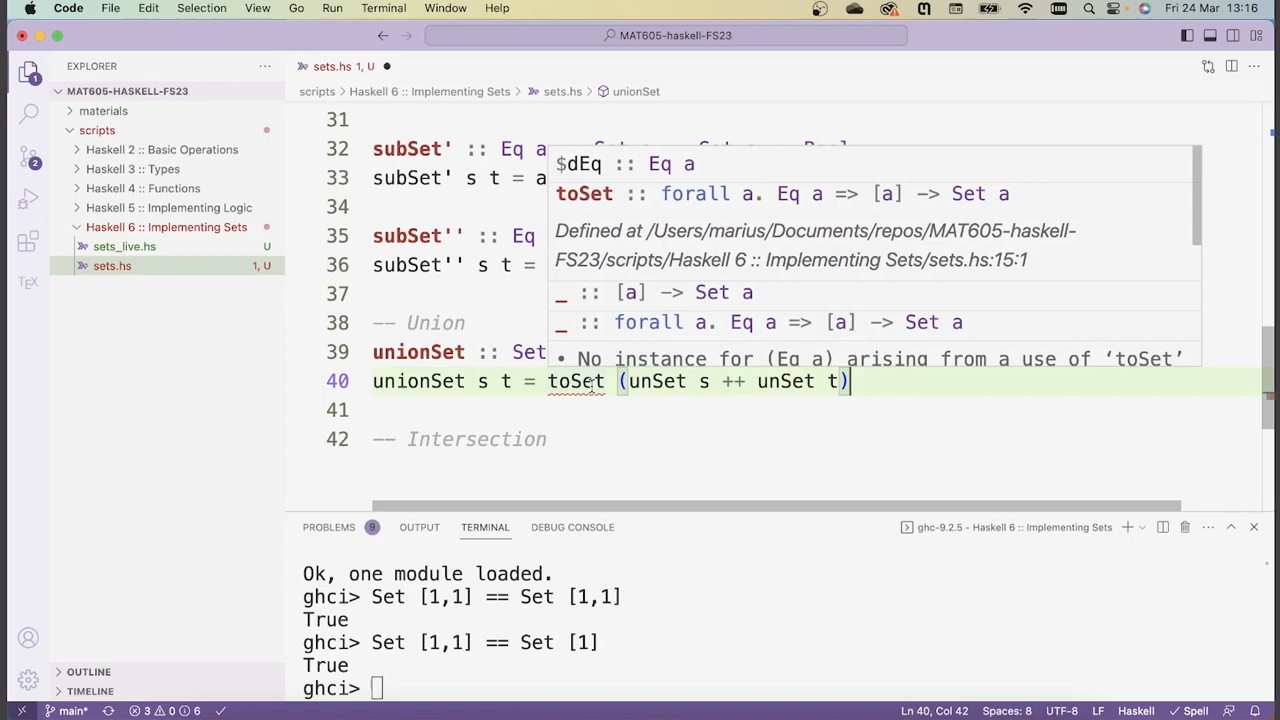 Code File Edit Selection View Go Run Terminal Window Help Fri 24 Mar 13:16
MAT605-haskell-FS23
EXPLORER
sets.hs 1, U
MAT605-HASKELL-FS23
scripts > Haskell 6 :: Implementing Sets > sets.hs > unionSet
materials
scripts
Haskell 2 :: Basic Operations
Haskell 3 :: Types
Haskell 4 :: Functions
Haskell 5 :: Implementing Logic
Haskell 6 :: Implementing Sets
sets_live.hs U
sets.hs 1, U
TEX
1
2
31
32 subSet' :: Eq a
33 subSet' s t = a
34
35 subSet'' :: Eq
36 subSet'' s t =
37
38 -- Union
39 unionSet :: Set
40 unionSet s t = toSet (unSet s ++ unSet t)
41
42 -- Intersection
$dEq :: Eq a
toSet :: forall a. Eq a => [a] -> Set a
Defined at /Users/marius/Documents/repos/MAT605-haskell-
FS23/scripts/Haskell 6 :: Implementing Sets/sets.hs:15:1
_ :: [a] -> Set a
_ :: forall a. Eq a => [a] -> Set a
• No instance for (Eq a) arising from a use of ‘toSet’
PROBLEMS 9 OUTPUT TERMINAL DEBUG CONSOLE ghc-9.2.5 - Haskell 6 :: Implementing Sets
Ok, one module loaded.
ghci> Set [1,1] == Set [1,1]
True
ghci> Set [1,1] == Set [1]
True
ghci>
OUTLINE
TIMELINE
main* 3 0 6 Ln 40, Col 42 Spaces: 8 UTF-8 LF Haskell Spell